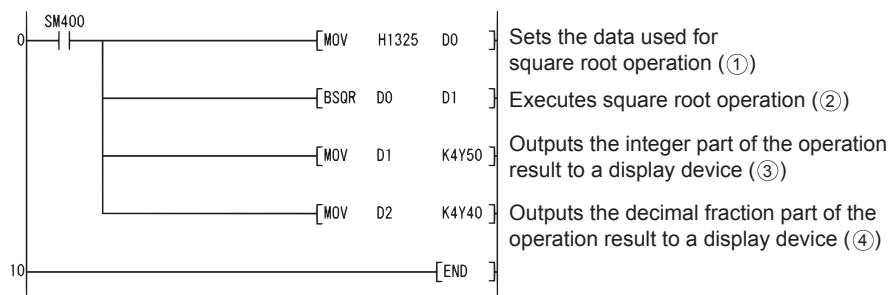 SM400
0 MOV H1325 D0 Sets the data used for
square root operation (①)
BSQR D0 D1 Executes square root operation (②)
MOV D1 K4Y50 Outputs the integer part of the operation
result to a display device (③)
MOV D2 K4Y40 Outputs the decimal fraction part of the
operation result to a display device (④)
10 END